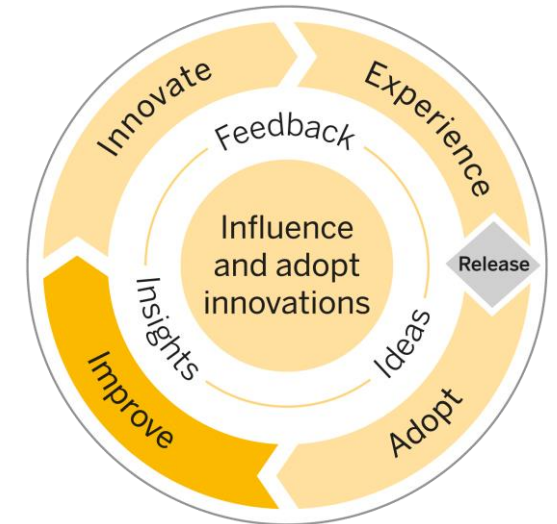 Innovate
Experience
Feedback
Influence
and adopt
innovations
Release
Insights
Ideas
Improve
Adopt